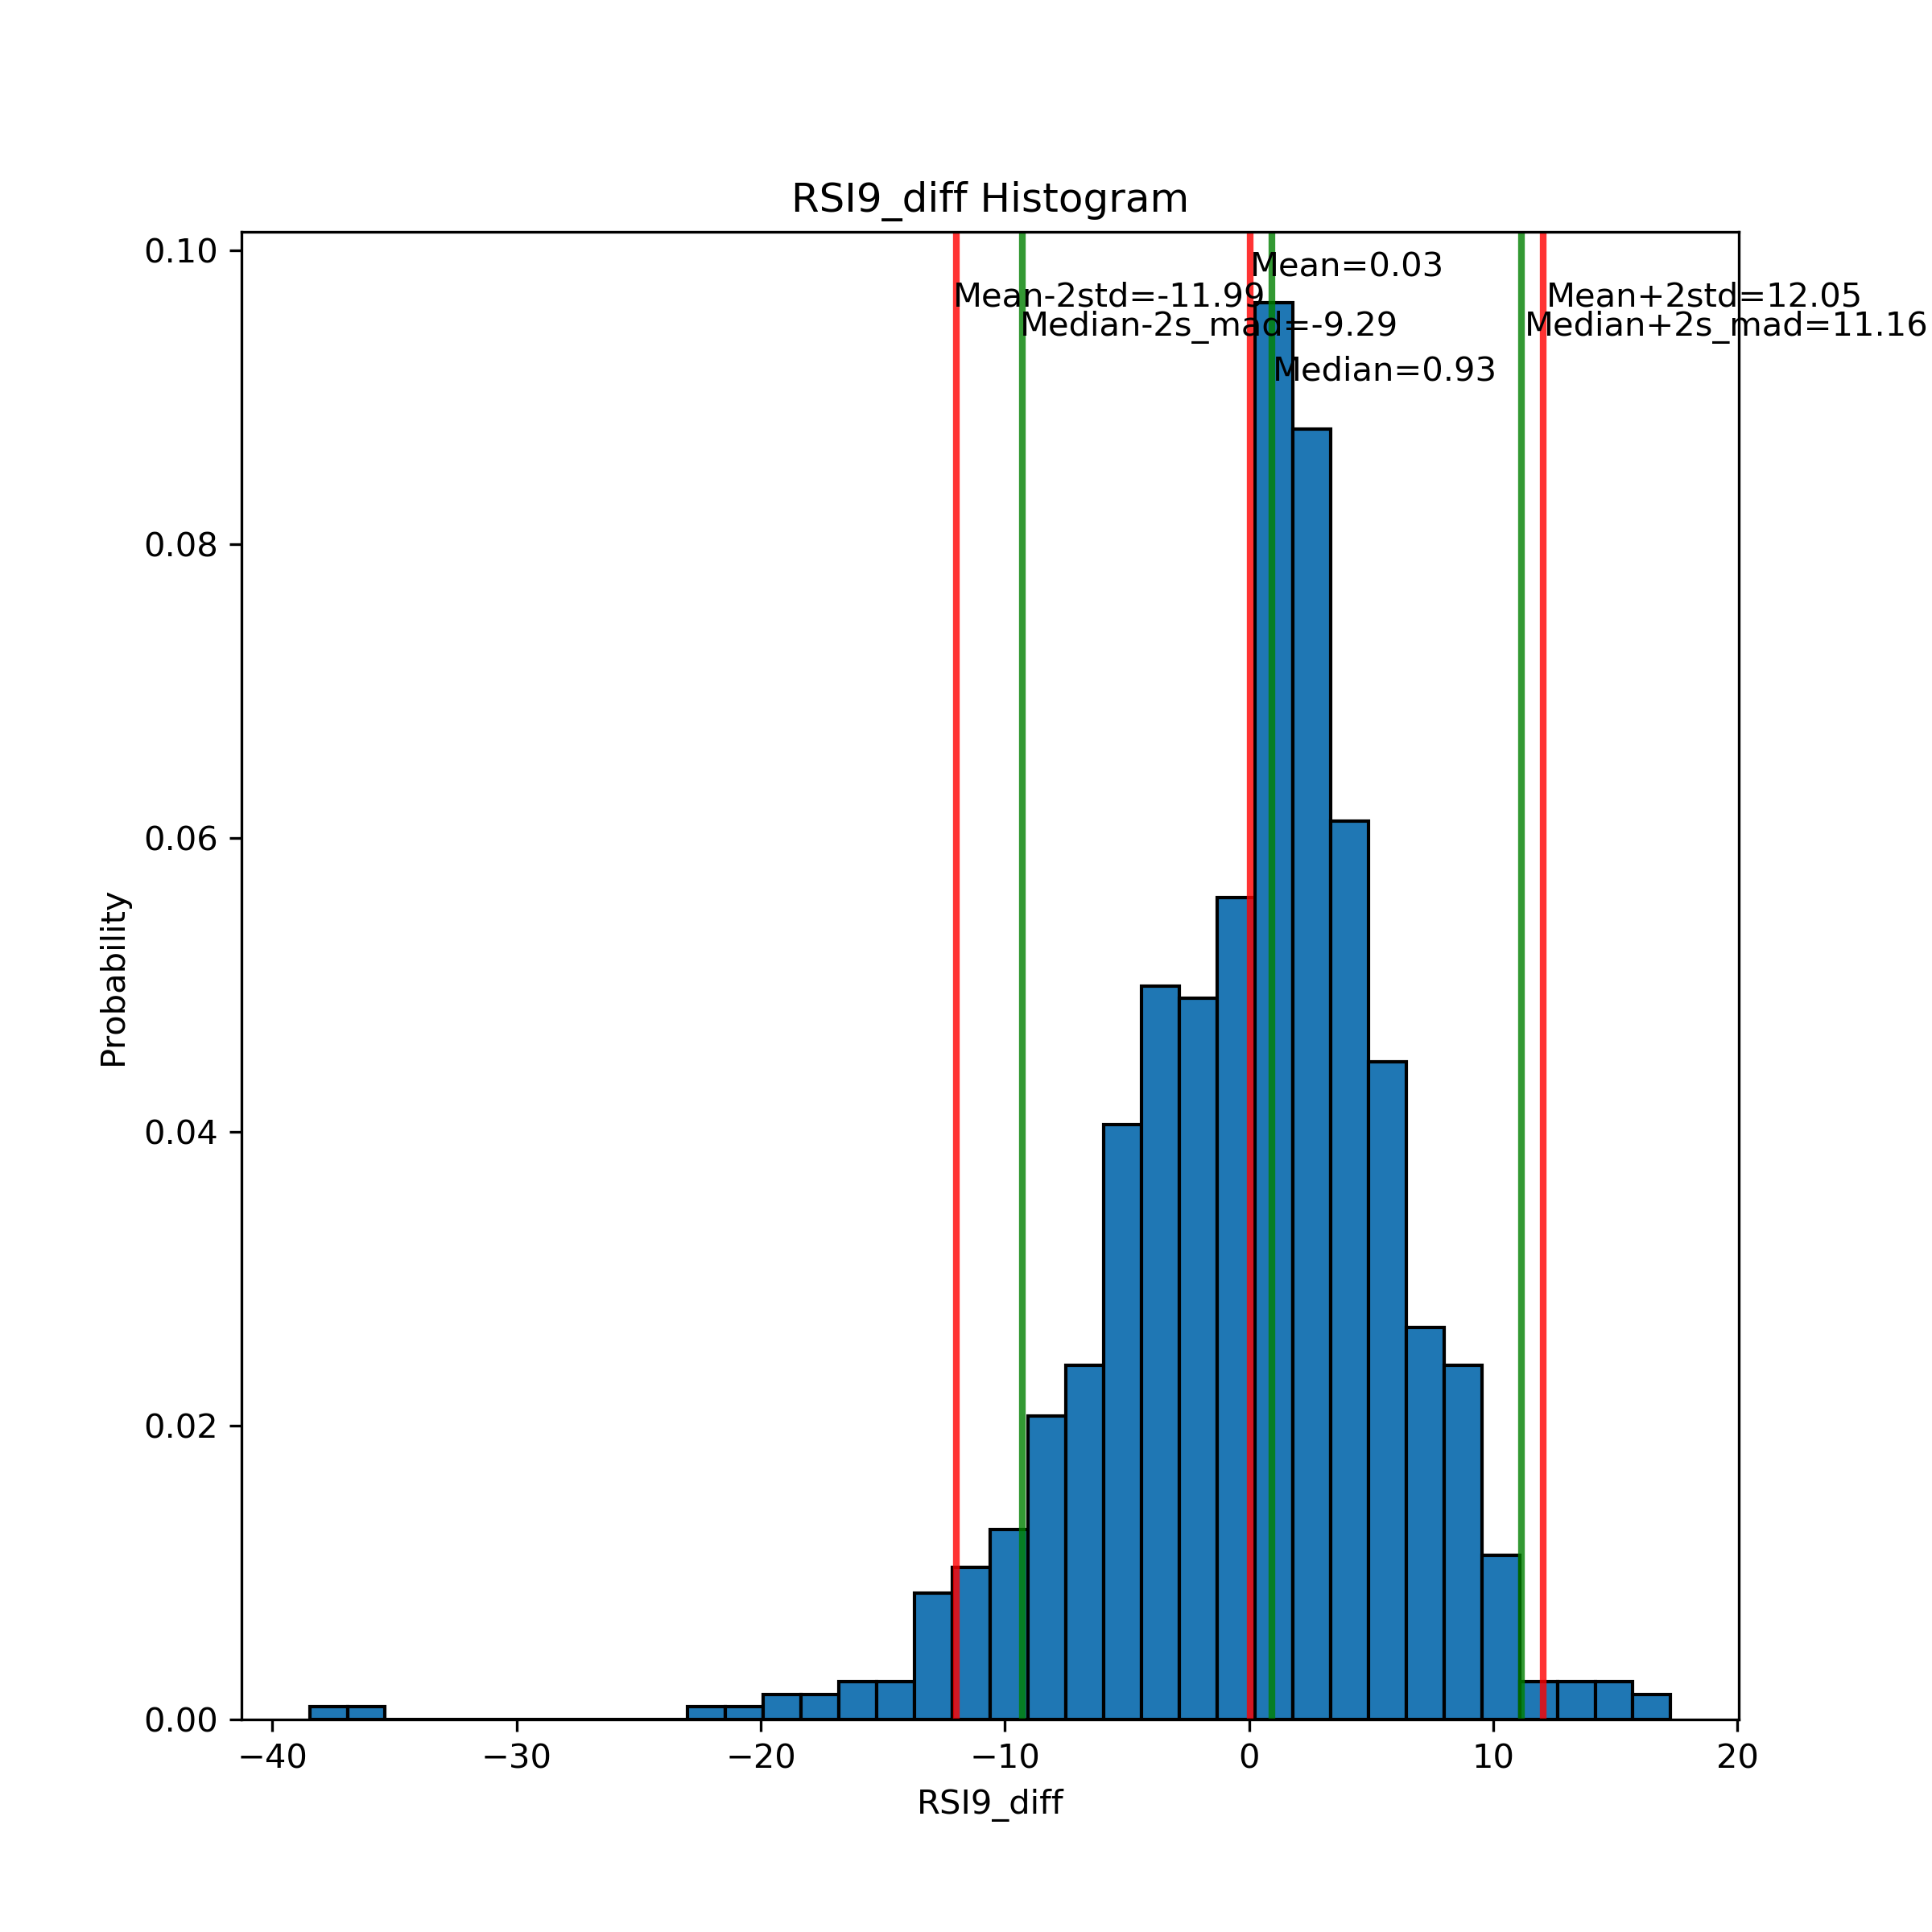 RSI9_diff Histogram
0.10
Mean=0.03
Mean-2std=-11.99
Mean+2std=12.05
Median-2s_mad=-9.29
Median+2s_mad=11.16
Median=0.93
0.08
0.06
Probability
0.04
0.02
0.00
−40 −30 −20 −10 0 10 20
RSI9_diff